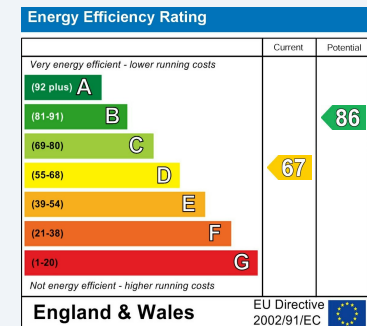 Energy Efficiency Rating
Current Potential
Very energy efficient - lower running costs
(92 plus) A
(81-91) B
86
(69-80) C
(55-68) D
67
(39-54) E
(21-38) F
(1-20) G
Not energy efficient - higher running costs
England & Wales
EU Directive
2002/91/EC